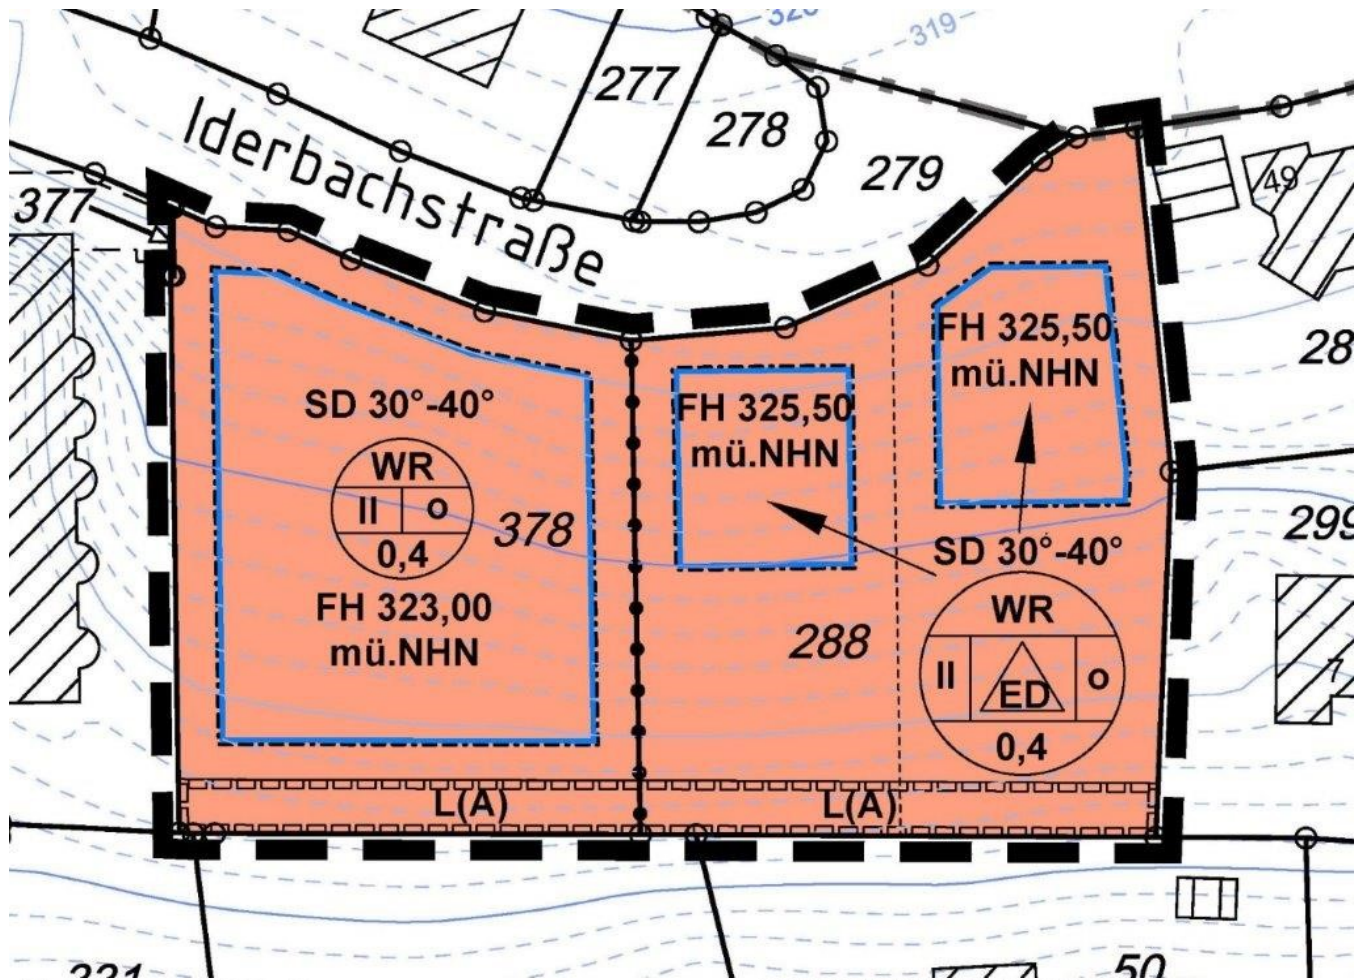 319
277
278
279
Iderbachstraße
377
49
28
FH 325,50
mü.NHN
FH 325,50
mü.NHN
SD 30°-40°
WR
II
o
0,4
378
FH 323,00
mü.NHN
299
SD 30°-40°
WR
II
ED
o
0,4
288
7
L(A)
L(A)
50